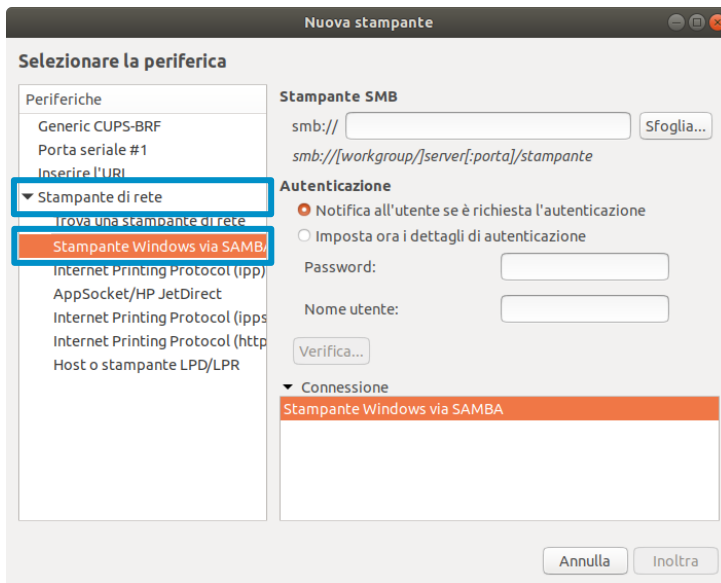 Nuova stampante
Selezionare la periferica
Periferiche
Generic CUPS-BRF
Porta seriale #1
Inserire l'URI
Stampante di rete
Trova una stampante di rete
Stampante Windows via SAMBA
Internet Printing Protocol (ipp)
AppSocket/HP JetDirect
Internet Printing Protocol (ipps
Internet Printing Protocol (http
Host o stampante LPD/LPR
Stampante SMB
smb://
Sfoglia...
smb://[workgroup/]server[:porta]/stampante
Autenticazione
Notifica all'utente se è richiesta l'autenticazione
Imposta ora i dettagli di autenticazione
Password:
Nome utente:
Verifica...
Connessione
Stampante Windows via SAMBA
Annulla
Inoltra